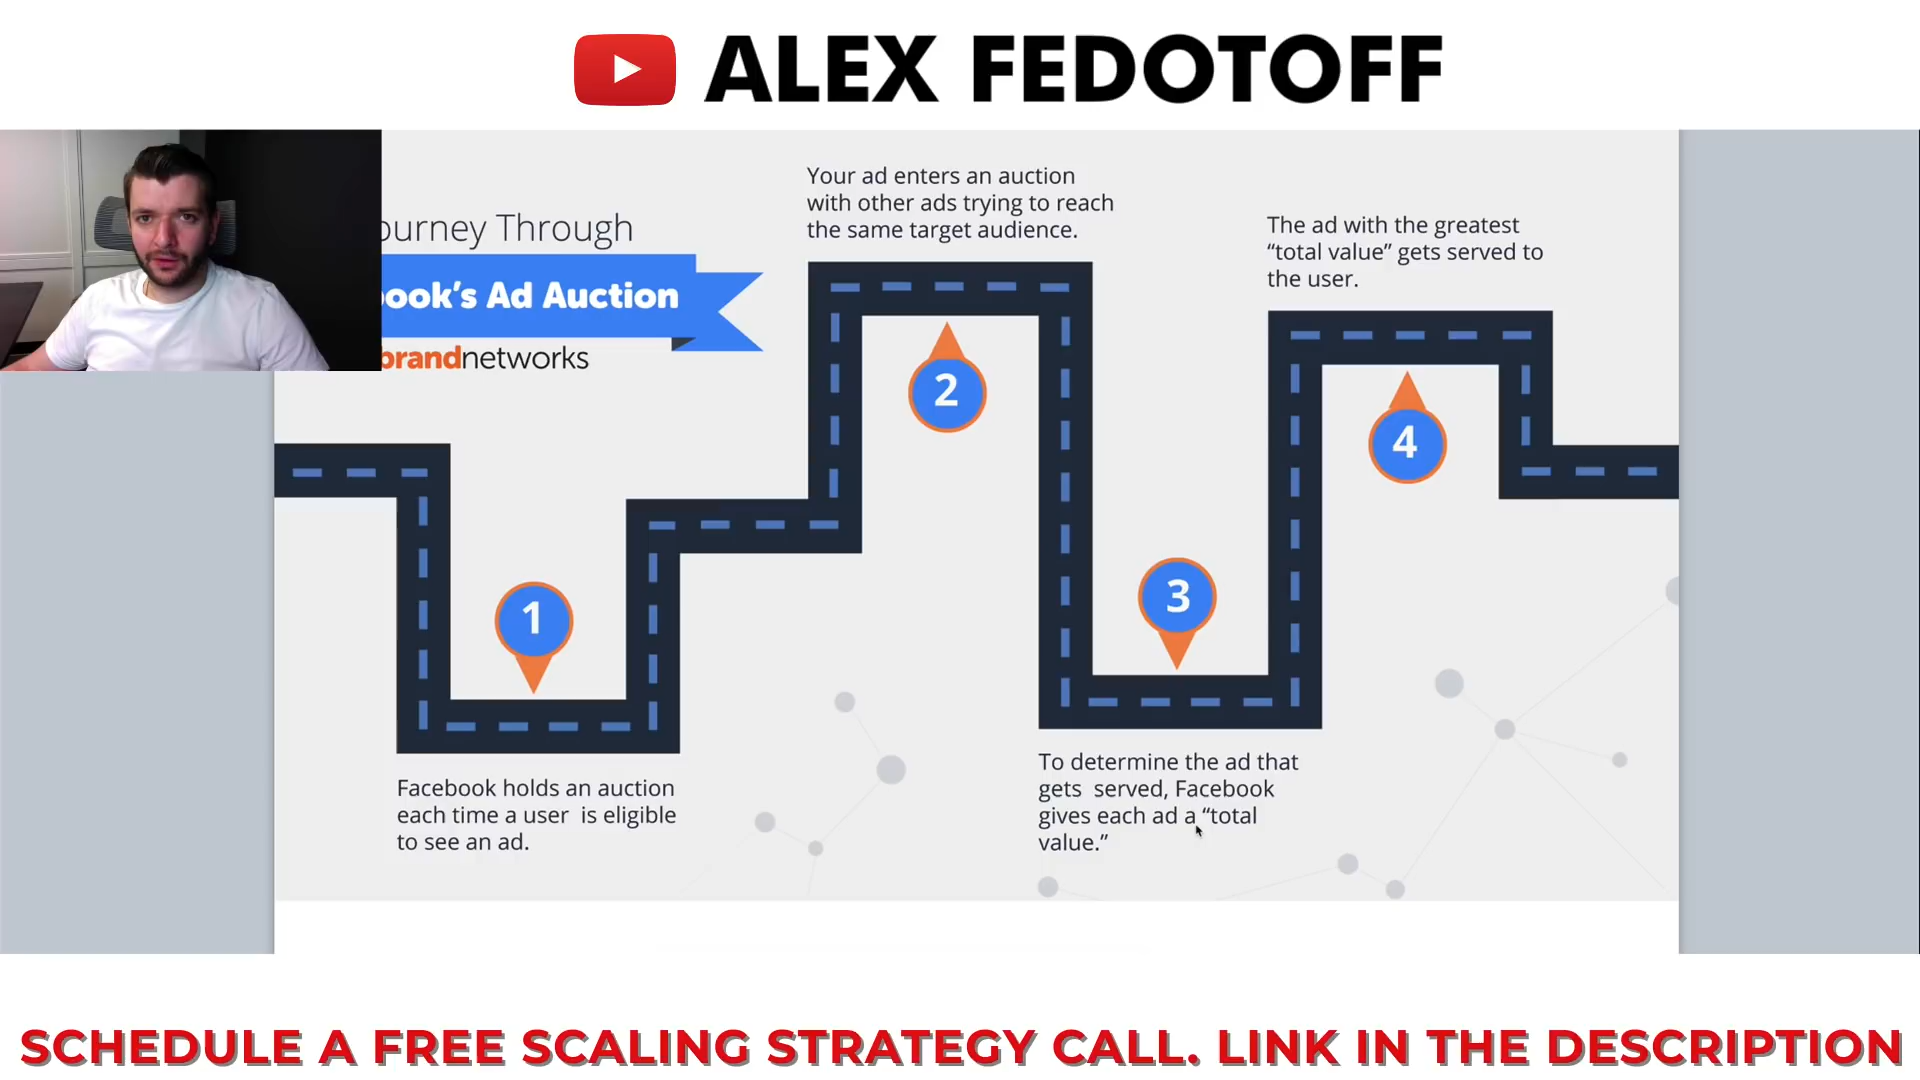 ALEX FEDOTOFF
Your ad enters an auction
with other ads trying to reach
the same target audience.
The ad with the greatest
“total value” gets served to
the user.
ourney Through
ook’s Ad Auction
brandnetworks
2
4
1
3
Facebook holds an auction
each time a user is eligible
to see an ad.
To determine the ad that
gets served, Facebook
gives each ad a “total
value.”
SCHEDULE A FREE SCALING STRATEGY CALL. LINK IN THE DESCRIPTION